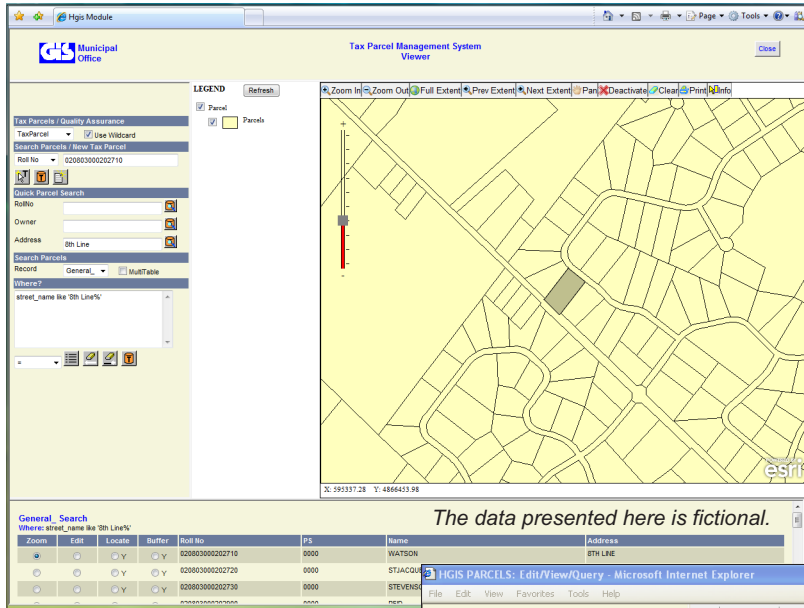 Hgis Module
Page Tools
GIS Municipal Office
Tax Parcel Management System
Viewer
Close
LEGEND Refresh
Parcel
Parcels
Zoom In Zoom Out Full Extent Prev Extent Next Extent Pan Deactivate Clear Print Info
Tax Parcels / Quality Assurance
TaxParcel Use Wildcard
Search Parcels / New Tax Parcel
Roll No 020803000202710
Quick Parcel Search
RollNo
Owner
Address 8th Line
Search Parcels
Record General_ MultiTable
Where?
street_name like '8th Line%'
=
+
-
esri
X: 595337.28 Y: 4866453.98
The data presented here is fictional.
General_ Search
Where: street_name like '8th Line%'
Zoom Edit Locate Buffer Roll No PS Name Address
Y Y 020803000202710 0000 WATSON 8TH LINE
Y Y 020803000202720 0000 STJACQU
Y Y 020803000202730 0000 STEVENS
HGIS PARCELS: Edit/View/Query - Microsoft Internet Explorer
File Edit View Favorites Tools Help